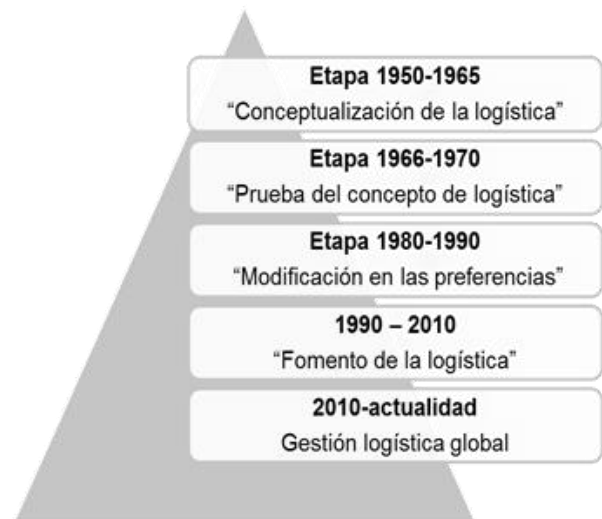 Etapa 1950-1965
“Conceptualización de la logística”
Etapa 1966-1970
“Prueba del concepto de logística”
Etapa 1980-1990
“Modificación en las preferencias”
1990 – 2010
“Fomento de la logística”
2010-actualidad
Gestión logística global